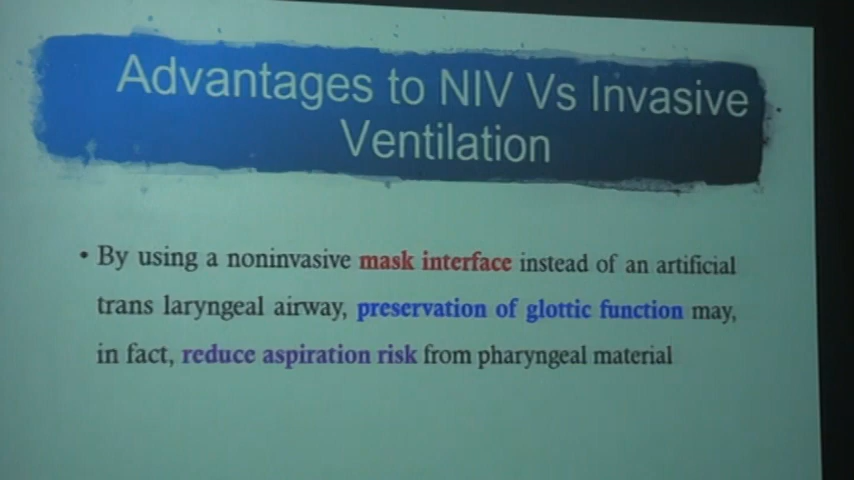 Advantages to NIV Vs Invasive
Ventilation
• By using a noninvasive mask interface instead of an artificial
trans laryngeal airway, preservation of glottic function may,
in fact, reduce aspiration risk from pharyngeal material